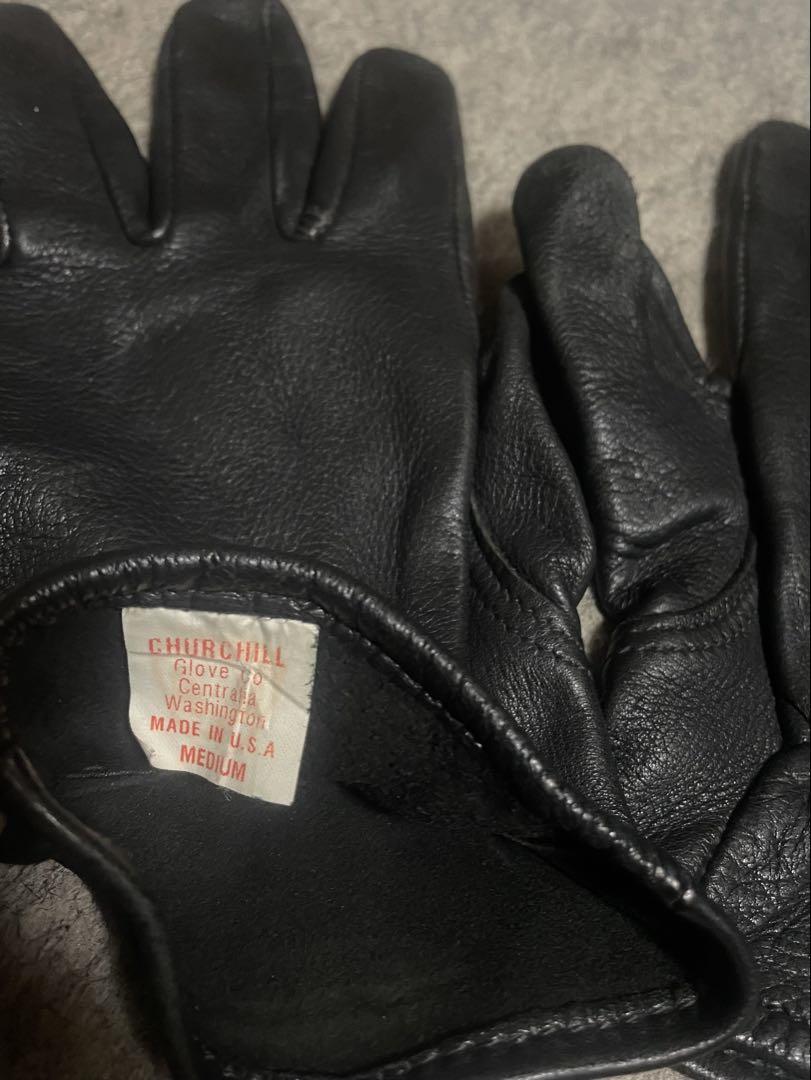 CHURCHILL
Glove Co
Centralia
Washington
MADE IN U.S.A
MEDIUM